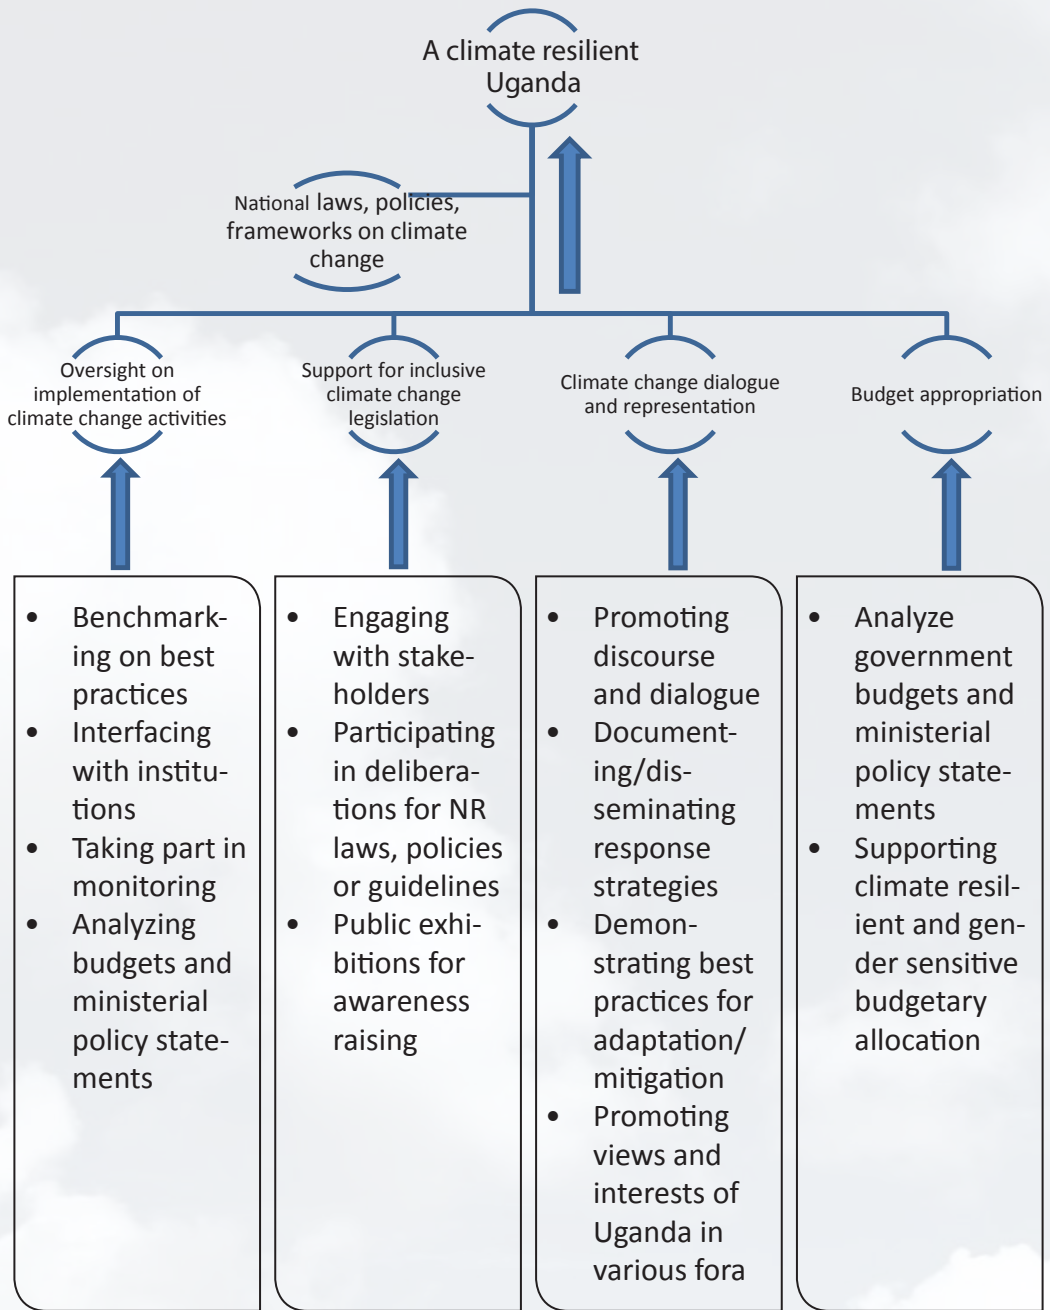 A climate resilient
Uganda
National laws, policies,
frameworks on climate
change
Oversight on
implementation of
climate change activities
Support for inclusive
climate change
legislation
Climate change dialogue
and representation
Budget appropriation
• Benchmark-
ing on best
practices
• Interfacing
with institu-
tions
• Taking part in
monitoring
• Analyzing
budgets and
ministerial
policy state-
ments
• Engaging
with stake-
holders
• Participating
in delibera-
tions for NR
laws, policies
or guidelines
• Public exhi-
bitions for
awareness
raising
• Promoting
discourse
and dialogue
• Document-
ing/dis-
seminating
response
strategies
• Demon-
strating best
practices for
adaptation/
mitigation
• Promoting
views and
interests of
Uganda in
various fora
• Analyze
government
budgets and
ministerial
policy state-
ments
• Supporting
climate resil-
ient and gen-
der sensitive
budgetary
allocation